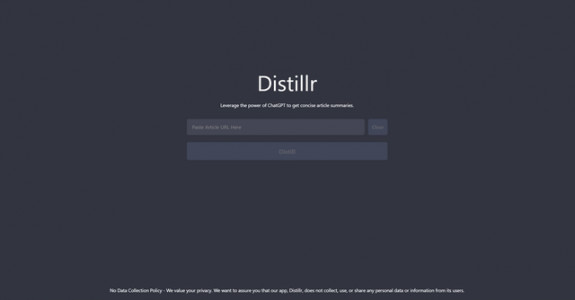 Distillr
Leverage the power of ChatGPT to get concise article summaries.
Paste Article URL Here
Distill
No Data Collection Policy - We value your privacy. We want to assure you that our app, Distillr, does not collect, use, or share any personal data or information from its users.